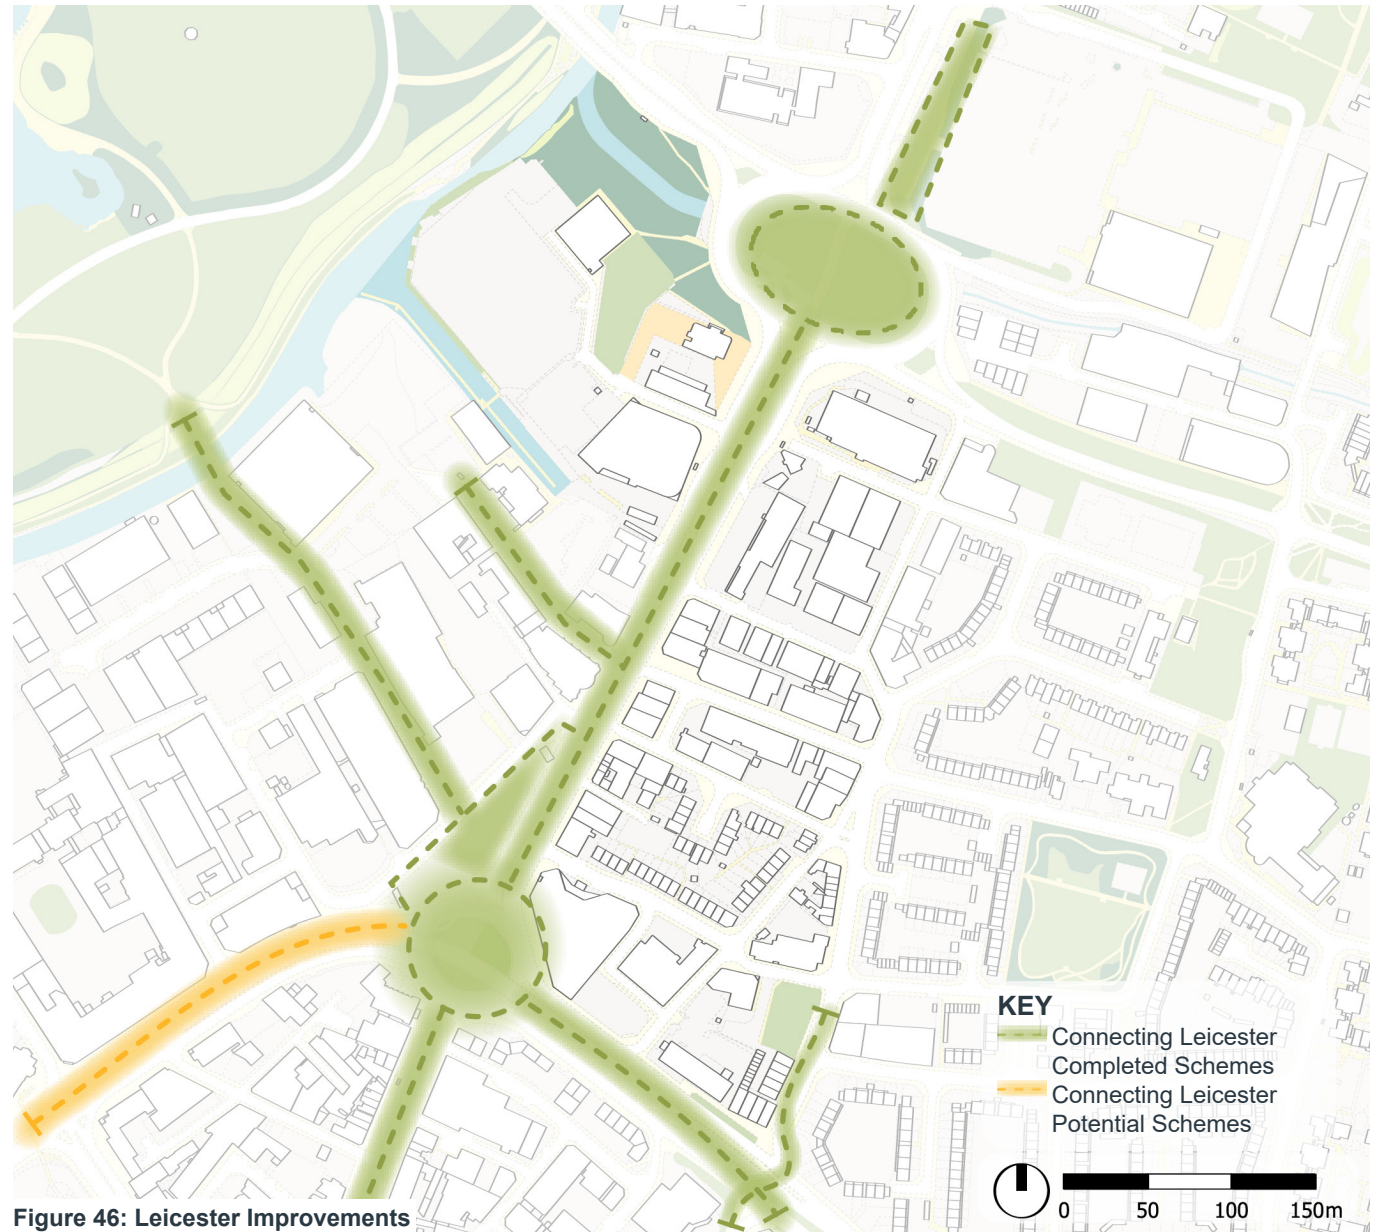 KEY
Connecting Leicester
Completed Schemes
Connecting Leicester
Potential Schemes
0 50 100 150m
Figure 46: Leicester Improvements